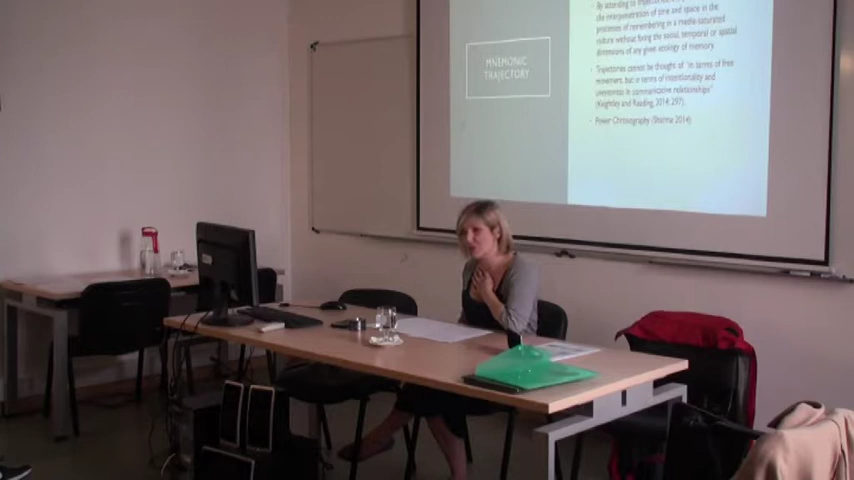 MNEMONIC
TRAJECTORY
the interpenetration of time and space in the
processes of remembering in a media-saturated
culture without fixing the social, temporal or spatial
dimensions of any given ecology of memory.
'Trajectories cannot be thought of 'in terms of free
movement, but in terms of intentionality and
in communicative relationships'
(Keightley and Reading, 2014: 297).
Power Chronography (Sharma 2014)